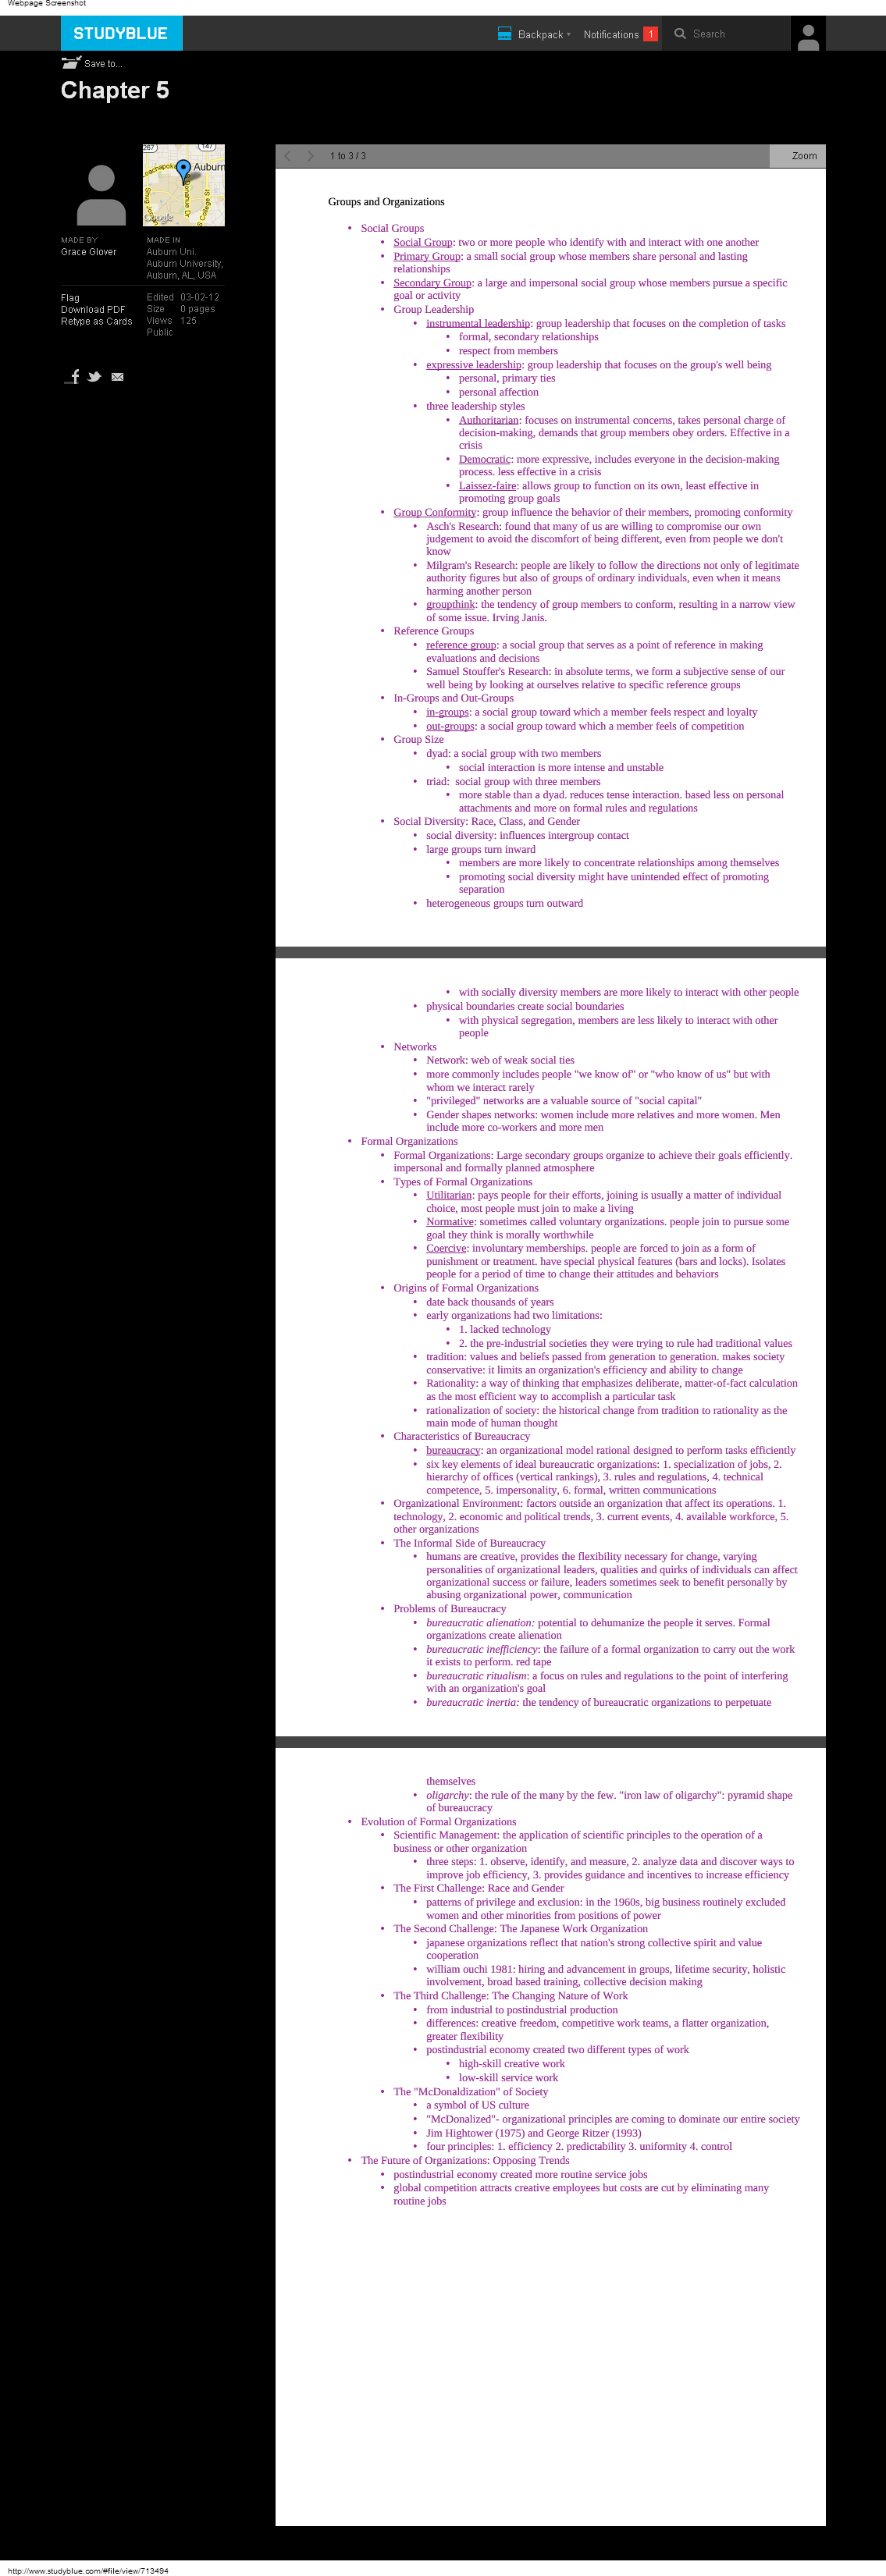 Webpage Screenshot
STUDYBLUE
Backpack
Notifications 1
Search
Save to...
Chapter 5
267
147
Auburn
Loachapoka
Shug Jor
Donahue Dr
S College St
Google
MADE BY
Grace Glover
MADE IN
Auburn Uni.
Auburn University,
Auburn, AL, USA
Flag
Download PDF
Retype as Cards
Edited 03-02-12
Size 0 pages
Views 125
Public
1 to 3 / 3
Zoom
Groups and Organizations
• Social Groups
• Social Group: two or more people who identify with and interact with one another
• Primary Group: a small social group whose members share personal and lasting
relationships
• Secondary Group: a large and impersonal social group whose members pursue a specific
goal or activity
• Group Leadership
• instrumental leadership: group leadership that focuses on the completion of tasks
• formal, secondary relationships
• respect from members
• expressive leadership: group leadership that focuses on the group's well being
• personal, primary ties
• personal affection
• three leadership styles
• Authoritarian: focuses on instrumental concerns, takes personal charge of
decision-making, demands that group members obey orders. Effective in a
crisis
• Democratic: more expressive, includes everyone in the decision-making
process. less effective in a crisis
• Laissez-faire: allows group to function on its own, least effective in
promoting group goals
• Group Conformity: group influence the behavior of their members, promoting conformity
• Asch's Research: found that many of us are willing to compromise our own
judgement to avoid the discomfort of being different, even from people we don't
know
• Milgram's Research: people are likely to follow the directions not only of legitimate
authority figures but also of groups of ordinary individuals, even when it means
harming another person
• groupthink: the tendency of group members to conform, resulting in a narrow view
of some issue. Irving Janis.
• Reference Groups
• reference group: a social group that serves as a point of reference in making
evaluations and decisions
• Samuel Stouffer's Research: in absolute terms, we form a subjective sense of our
well being by looking at ourselves relative to specific reference groups
• In-Groups and Out-Groups
• in-groups: a social group toward which a member feels respect and loyalty
• out-groups: a social group toward which a member feels of competition
• Group Size
• dyad: a social group with two members
• social interaction is more intense and unstable
• triad: social group with three members
• more stable than a dyad. reduces tense interaction. based less on personal
attachments and more on formal rules and regulations
• Social Diversity: Race, Class, and Gender
• social diversity: influences intergroup contact
• large groups turn inward
• members are more likely to concentrate relationships among themselves
• promoting social diversity might have unintended effect of promoting
separation
• heterogeneous groups turn outward
• with socially diversity members are more likely to interact with other people
• physical boundaries create social boundaries
• with physical segregation, members are less likely to interact with other
people
• Networks
• Network: web of weak social ties
• more commonly includes people "we know of" or "who know of us" but with
whom we interact rarely
• "privileged" networks are a valuable source of "social capital"
• Gender shapes networks: women include more relatives and more women. Men
include more co-workers and more men
• Formal Organizations
• Formal Organizations: Large secondary groups organize to achieve their goals efficiently.
impersonal and formally planned atmosphere
• Types of Formal Organizations
• Utilitarian: pays people for their efforts, joining is usually a matter of individual
choice, most people must join to make a living
• Normative: sometimes called voluntary organizations. people join to pursue some
goal they think is morally worthwhile
• Coercive: involuntary memberships. people are forced to join as a form of
punishment or treatment. have special physical features (bars and locks). Isolates
people for a period of time to change their attitudes and behaviors
• Origins of Formal Organizations
• date back thousands of years
• early organizations had two limitations:
• 1. lacked technology
• 2. the pre-industrial societies they were trying to rule had traditional values
• tradition: values and beliefs passed from generation to generation. makes society
conservative: it limits an organization's efficiency and ability to change
• Rationality: a way of thinking that emphasizes deliberate, matter-of-fact calculation
as the most efficient way to accomplish a particular task
• rationalization of society: the historical change from tradition to rationality as the
main mode of human thought
• Characteristics of Bureaucracy
• bureaucracy: an organizational model rational designed to perform tasks efficiently
• six key elements of ideal bureaucratic organizations: 1. specialization of jobs, 2.
hierarchy of offices (vertical rankings), 3. rules and regulations, 4. technical
competence, 5. impersonality, 6. formal, written communications
• Organizational Environment: factors outside an organization that affect its operations. 1.
technology, 2. economic and political trends, 3. current events, 4. available workforce, 5.
other organizations
• The Informal Side of Bureaucracy
• humans are creative, provides the flexibility necessary for change, varying
personalities of organizational leaders, qualities and quirks of individuals can affect
organizational success or failure, leaders sometimes seek to benefit personally by
abusing organizational power, communication
• Problems of Bureaucracy
• bureaucratic alienation: potential to dehumanize the people it serves. Formal
organizations create alienation
• bureaucratic inefficiency: the failure of a formal organization to carry out the work
it exists to perform. red tape
• bureaucratic ritualism: a focus on rules and regulations to the point of interfering
with an organization's goal
• bureaucratic inertia: the tendency of bureaucratic organizations to perpetuate
themselves
• oligarchy: the rule of the many by the few. "iron law of oligarchy": pyramid shape
of bureaucracy
• Evolution of Formal Organizations
• Scientific Management: the application of scientific principles to the operation of a
business or other organization
• three steps: 1. observe, identify, and measure, 2. analyze data and discover ways to
improve job efficiency, 3. provides guidance and incentives to increase efficiency
• The First Challenge: Race and Gender
• patterns of privilege and exclusion: in the 1960s, big business routinely excluded
women and other minorities from positions of power
• The Second Challenge: The Japanese Work Organization
• japanese organizations reflect that nation's strong collective spirit and value
cooperation
• william ouchi 1981: hiring and advancement in groups, lifetime security, holistic
involvement, broad based training, collective decision making
• The Third Challenge: The Changing Nature of Work
• from industrial to postindustrial production
• differences: creative freedom, competitive work teams, a flatter organization,
greater flexibility
• postindustrial economy created two different types of work
• high-skill creative work
• low-skill service work
• The "McDonaldization" of Society
• a symbol of US culture
• "McDonalized"- organizational principles are coming to dominate our entire society
• Jim Hightower (1975) and George Ritzer (1993)
• four principles: 1. efficiency 2. predictability 3. uniformity 4. control
• The Future of Organizations: Opposing Trends
• postindustrial economy created more routine service jobs
• global competition attracts creative employees but costs are cut by eliminating many
routine jobs
http://www.studyblue.com/#file/view/713494